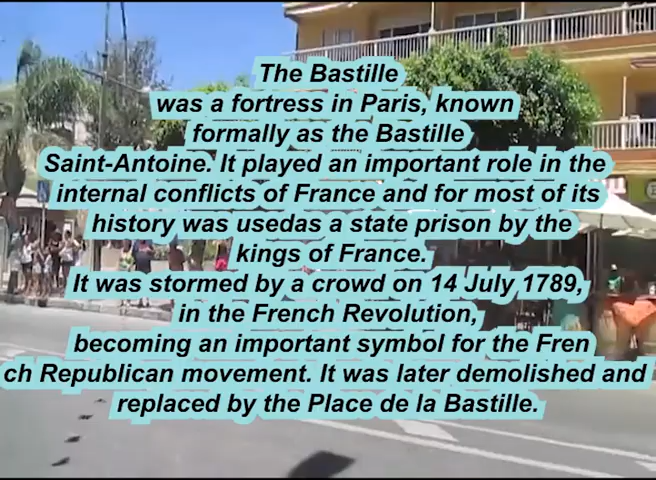 The Bastille
was a fortress in Paris, known
formally as the Bastille
Saint-Antoine. It played an important role in the
internal conflicts of France and for most of its
history was usedas a state prison by the
kings of France.
It was stormed by a crowd on 14 July 1789,
in the French Revolution,
becoming an important symbol for the Fren
ch Republican movement. It was later demolished and
replaced by the Place de la Bastille.